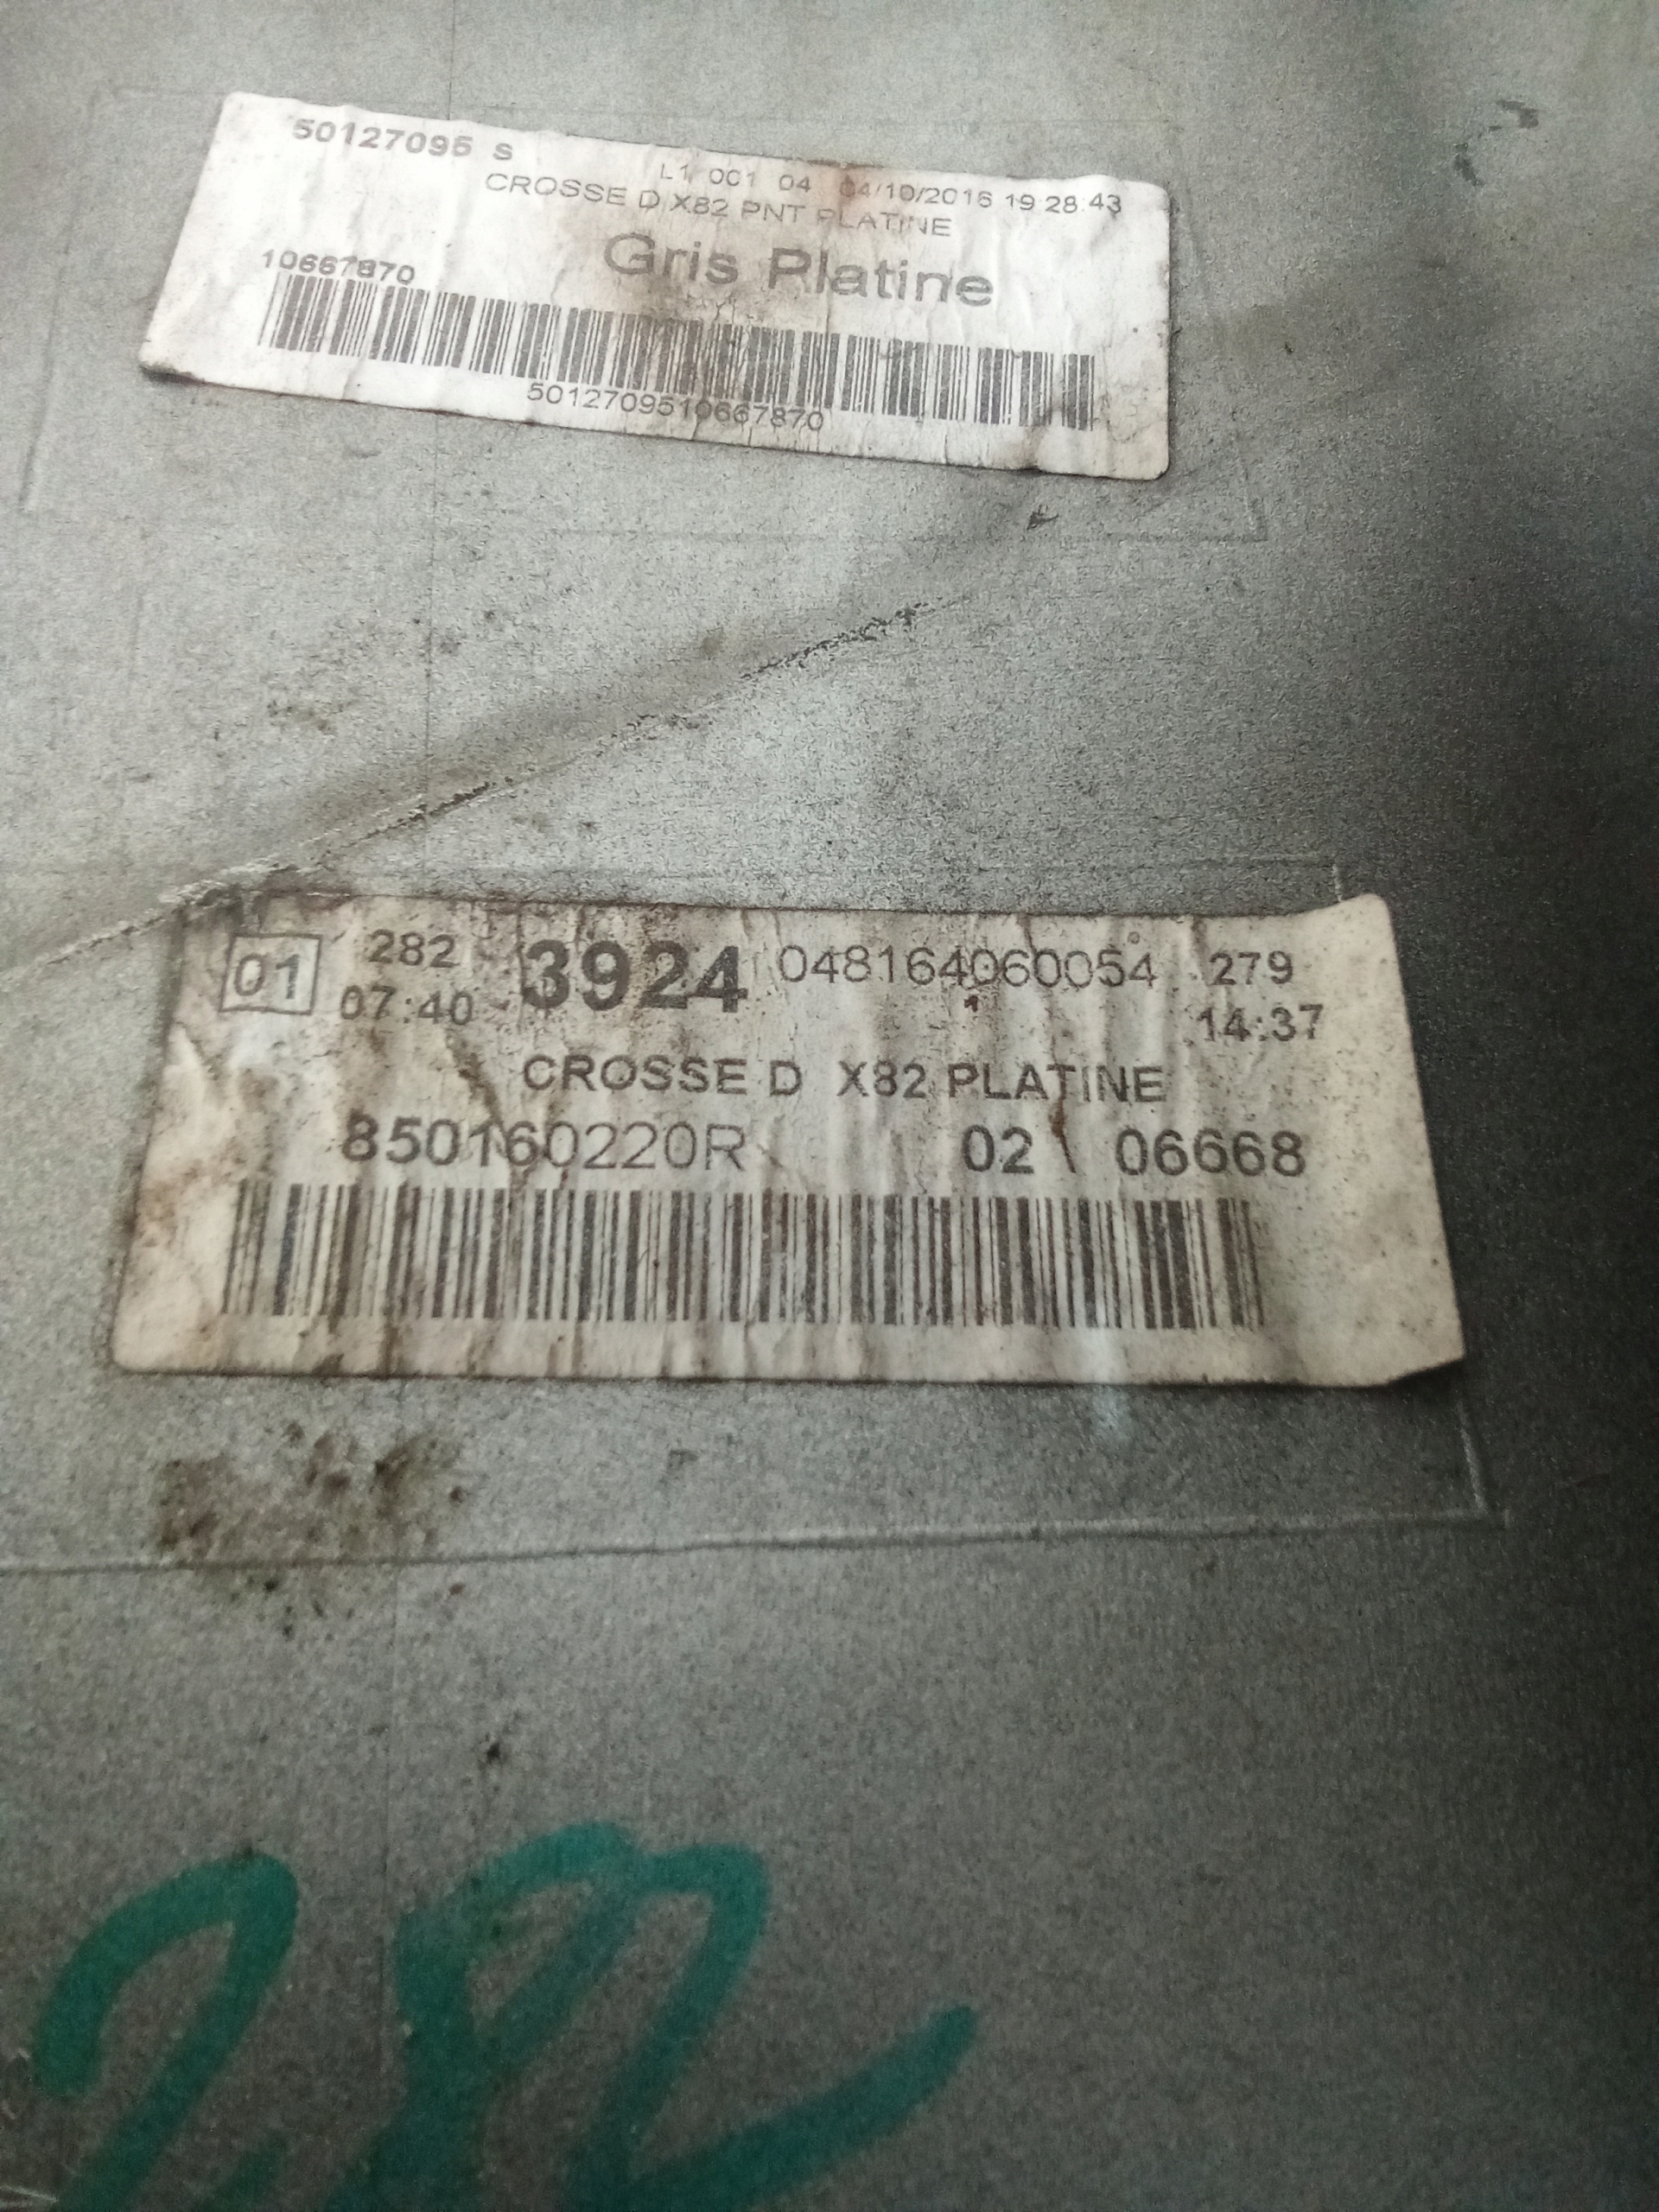 50127095 S
L1 001 04 04/10/2016 19 28:43
CROSSE D X82 PNT PLATINE
Gris Platine
10667870
5012709510667870
01 282 3924 048164060054 279
07:40 14:37
CROSSE D X82 PLATINE
850160220R 02 06668